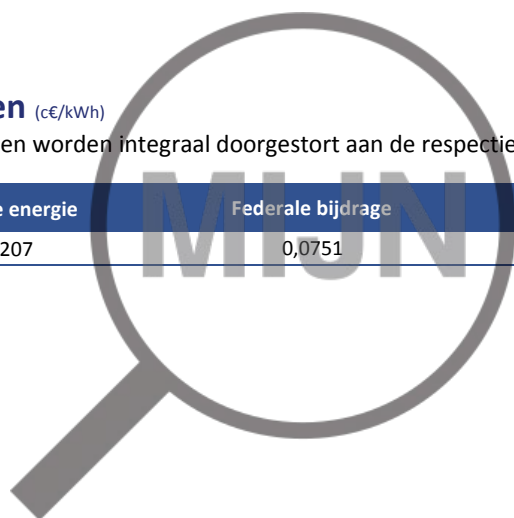 en (c€/kWh)
en worden integraal doorgestort aan de respectie
e energie Federale bijdrage
207 0,0751
MIJN